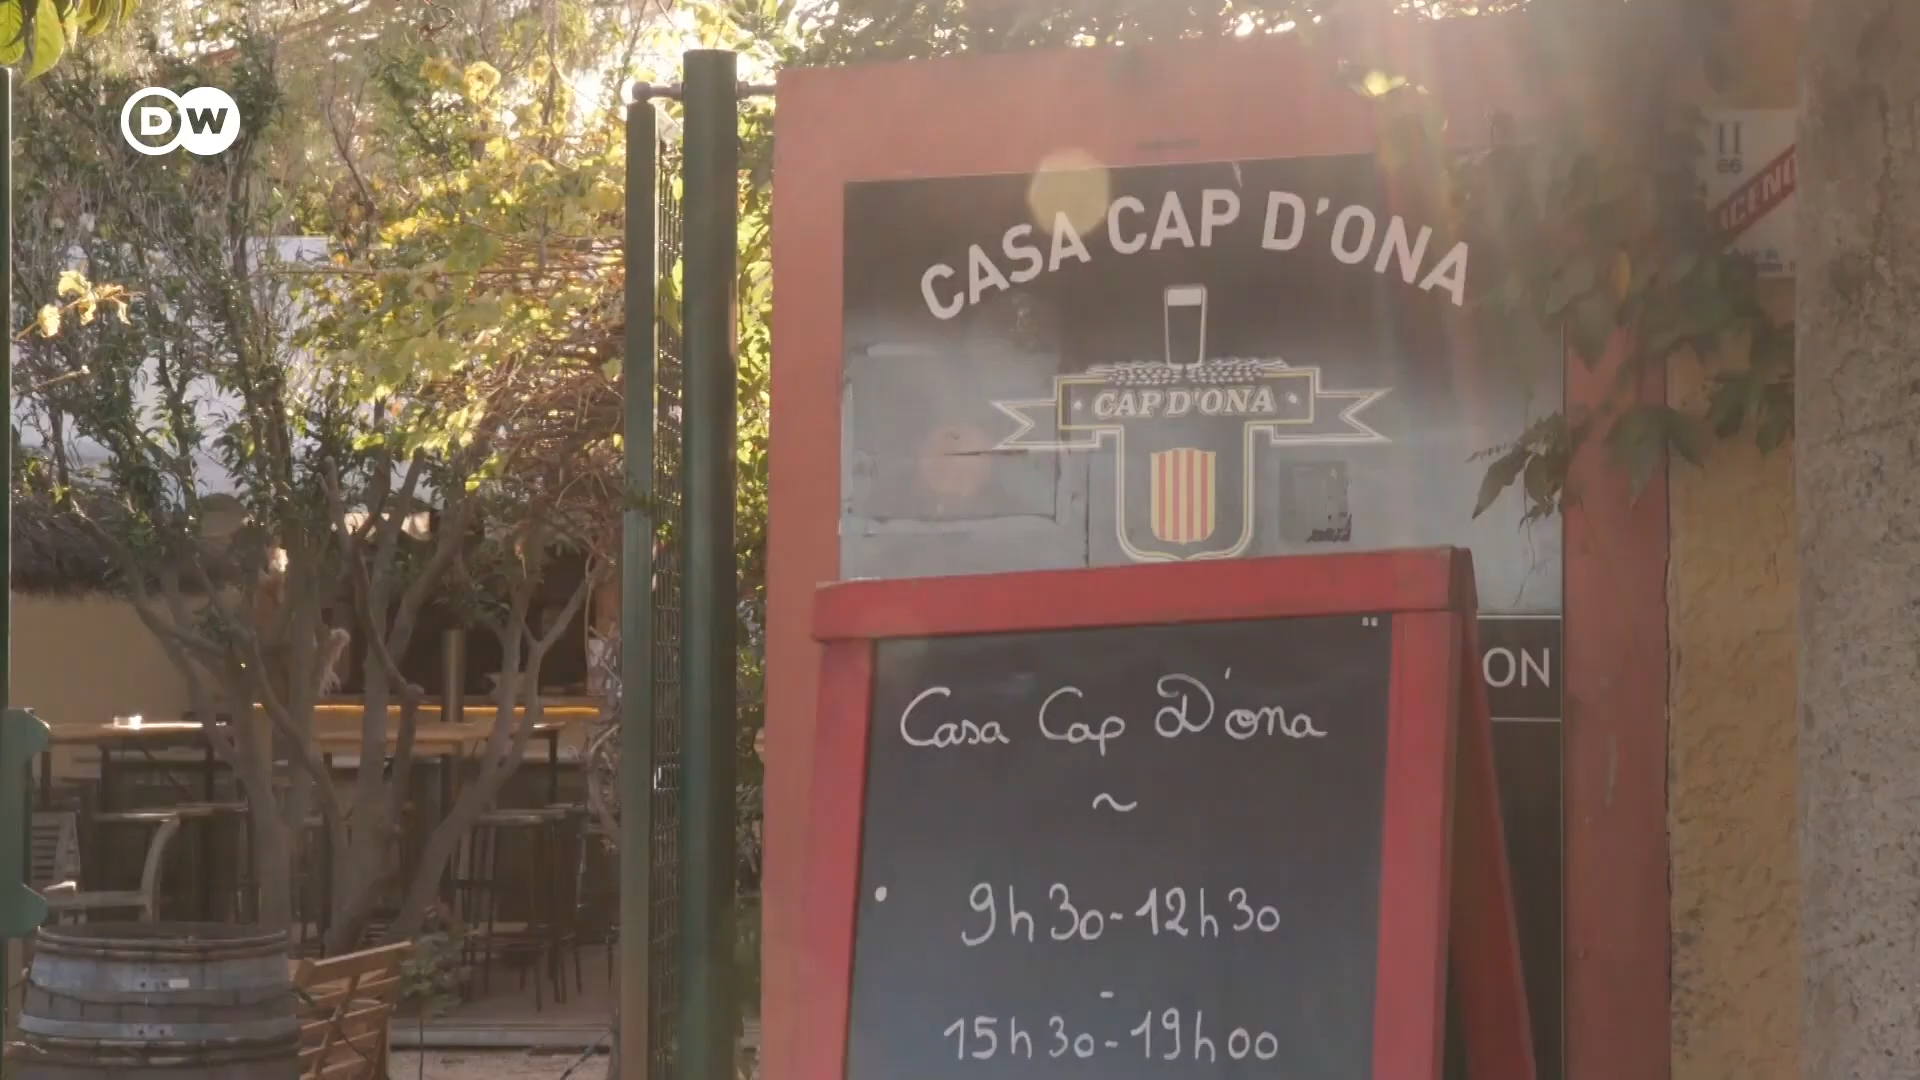 DW
CASA CAP D'ONA
CAP D'ONA
ON
Casa Cap D'ona
~
9h30-12h30
-
15h30-19h00